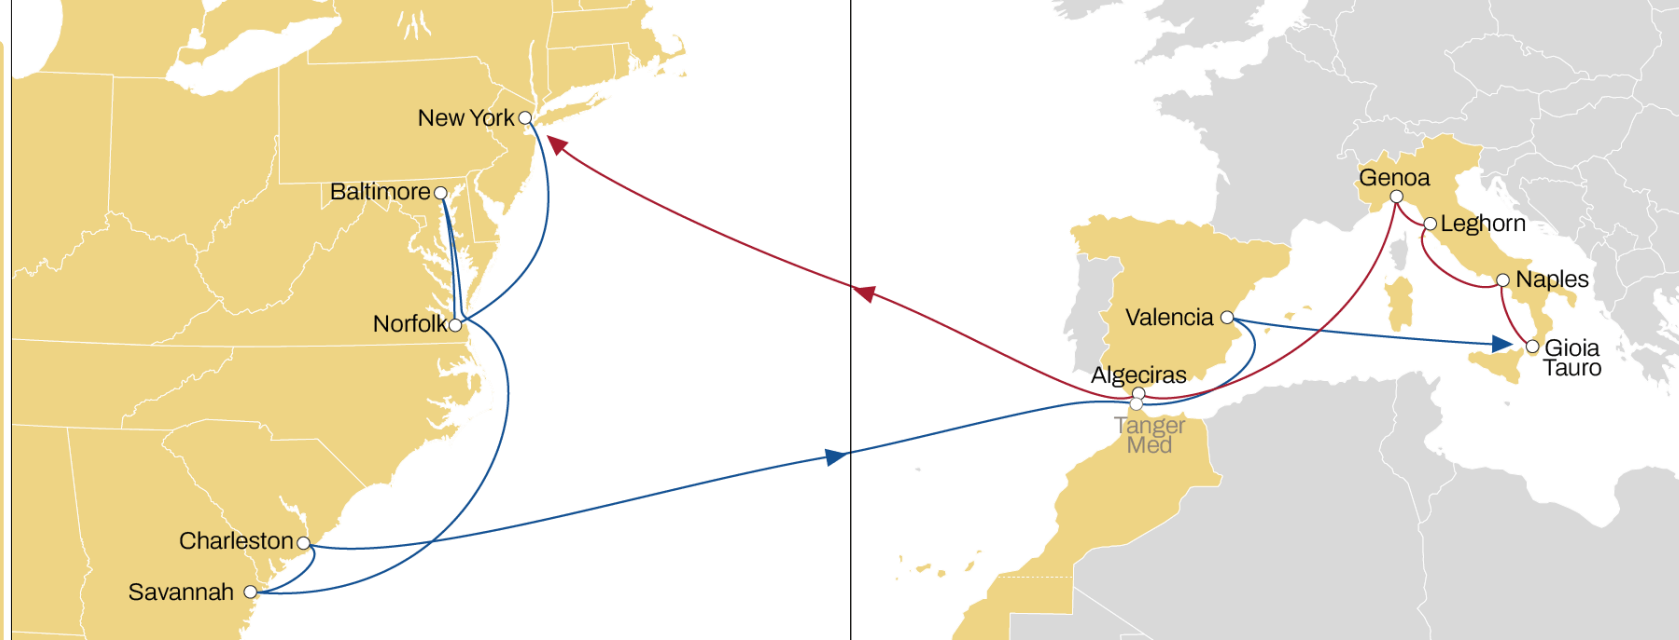 New York
Baltimore
Norfolk
Charleston
Savannah
Genoa
Leghorn
Naples
Valencia
Gioia
Tauro
Algeciras
Tanger
Med